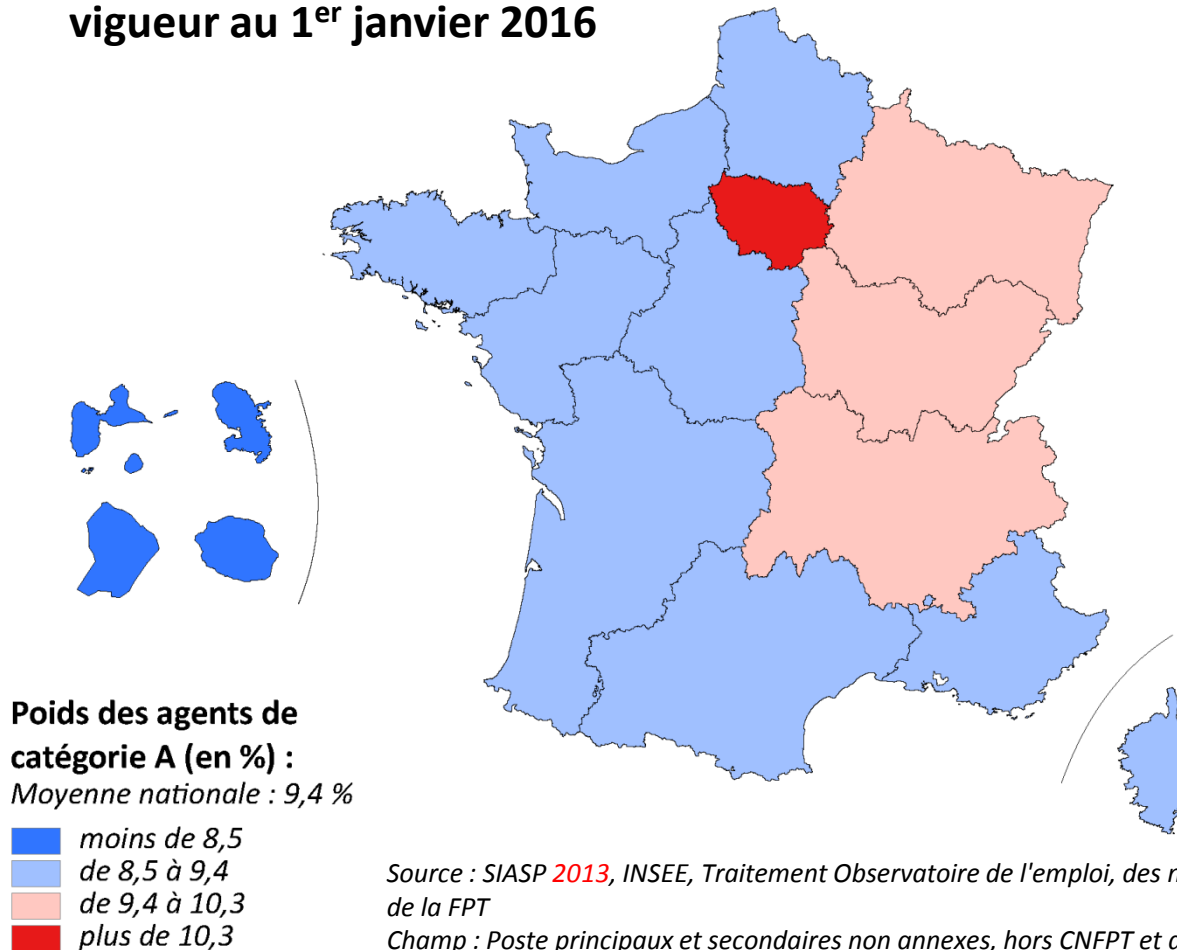 vigueur au 1er janvier 2016
Poids des agents de
catégorie A (en %) :
Moyenne nationale : 9,4 %
moins de 8,5
de 8,5 à 9,4
de 9,4 à 10,3
plus de 10,3
Source : SIASP 2013, INSEE, Traitement Observatoire de l'emploi, des
de la FPT
Champ : Poste principaux et secondaires non annexes, hors CNFPT et